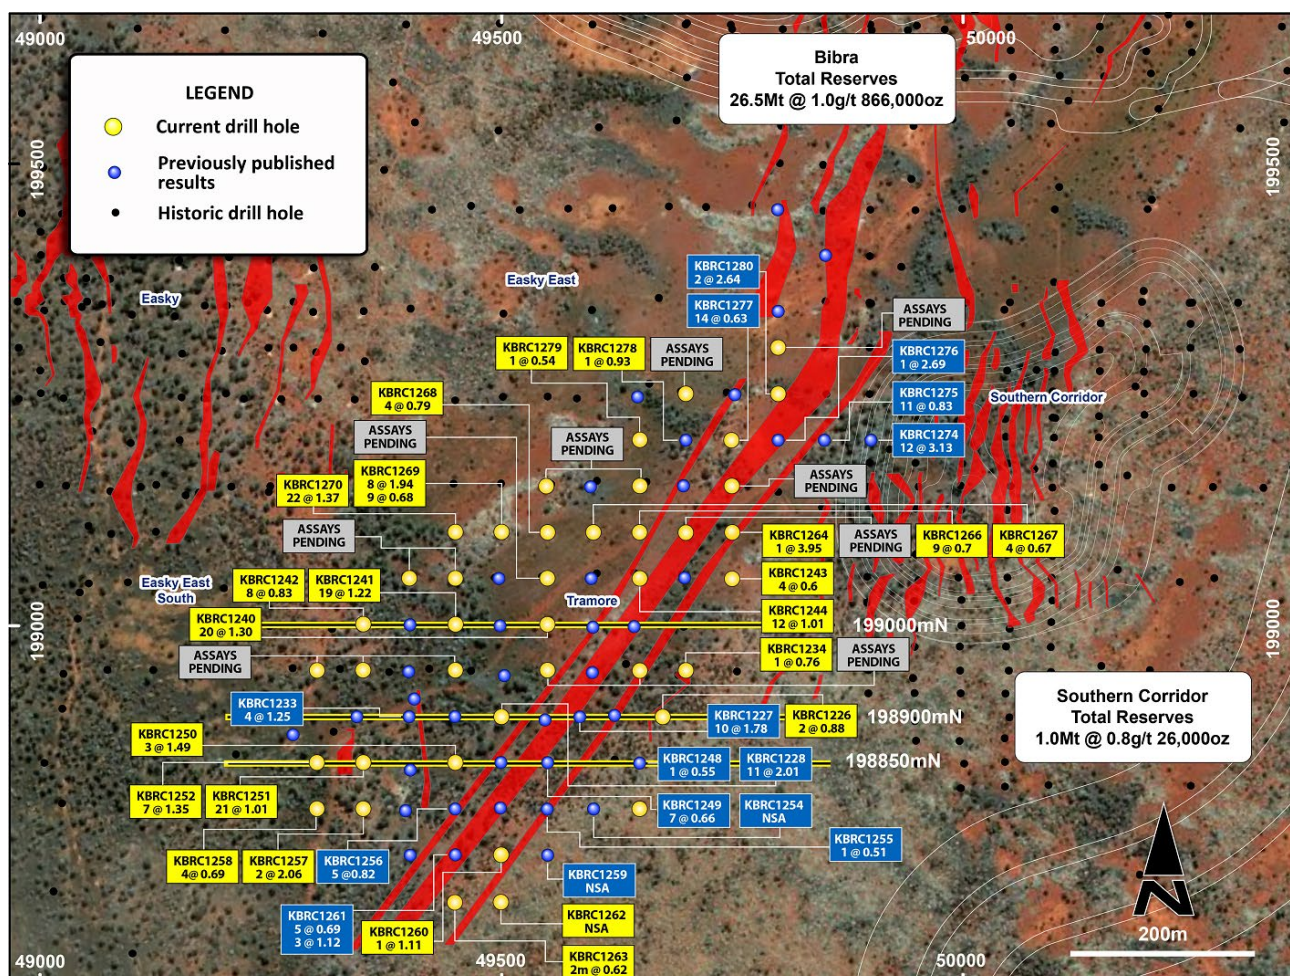 49000
49500
50000
Bibra
Total Reserves
26.5Mt @ 1.0g/t 866,000oz
LEGEND
Current drill hole
Previously published
results
Historic drill hole
199500
199500
Easky
Easky East
KBRC1280
2 @ 2.64
KBRC1277
14 @ 0.63
ASSAYS
PENDING
KBRC1279
1 @ 0.54
KBRC1278
1 @ 0.93
ASSAYS
PENDING
KBRC1276
1 @ 2.69
KBRC1268
4 @ 0.79
KBRC1275
11 @ 0.83
Southern Corridor
ASSAYS
PENDING
ASSAYS
PENDING
KBRC1274
12 @ 3.13
KBRC1270
22 @ 1.37
KBRC1269
8 @ 1.94
9 @ 0.68
ASSAYS
PENDING
ASSAYS
PENDING
KBRC1264
1 @ 3.95
ASSAYS
PENDING
KBRC1266
9 @ 0.7
KBRC1267
4 @ 0.67
Easky East
South
KBRC1242
8 @ 0.83
KBRC1241
19 @ 1.22
KBRC1243
4 @ 0.6
Tramore
KBRC1240
20 @ 1.30
KBRC1244
12 @ 1.01
199000mN
199000
199000
ASSAYS
PENDING
KBRC1234
1 @ 0.76
ASSAYS
PENDING
KBRC1233
4 @ 1.25
KBRC1227
10 @ 1.78
KBRC1226
2 @ 0.88
198900mN
Southern Corridor
Total Reserves
1.0Mt @ 0.8g/t 26,000oz
KBRC1250
3 @ 1.49
KBRC1248
1 @ 0.55
KBRC1228
11 @ 2.01
198850mN
KBRC1252
7 @ 1.35
KBRC1251
21 @ 1.01
KBRC1249
7 @ 0.66
KBRC1254
NSA
KBRC1255
1 @ 0.51
KBRC1258
4@ 0.69
KBRC1257
2 @ 2.06
KBRC1256
5 @0.82
KBRC1259
NSA
KBRC1261
5 @ 0.69
3 @ 1.12
KBRC1260
1 @ 1.11
KBRC1262
NSA
KBRC1263
2m @ 0.62
N
200m
49000
49500
50000